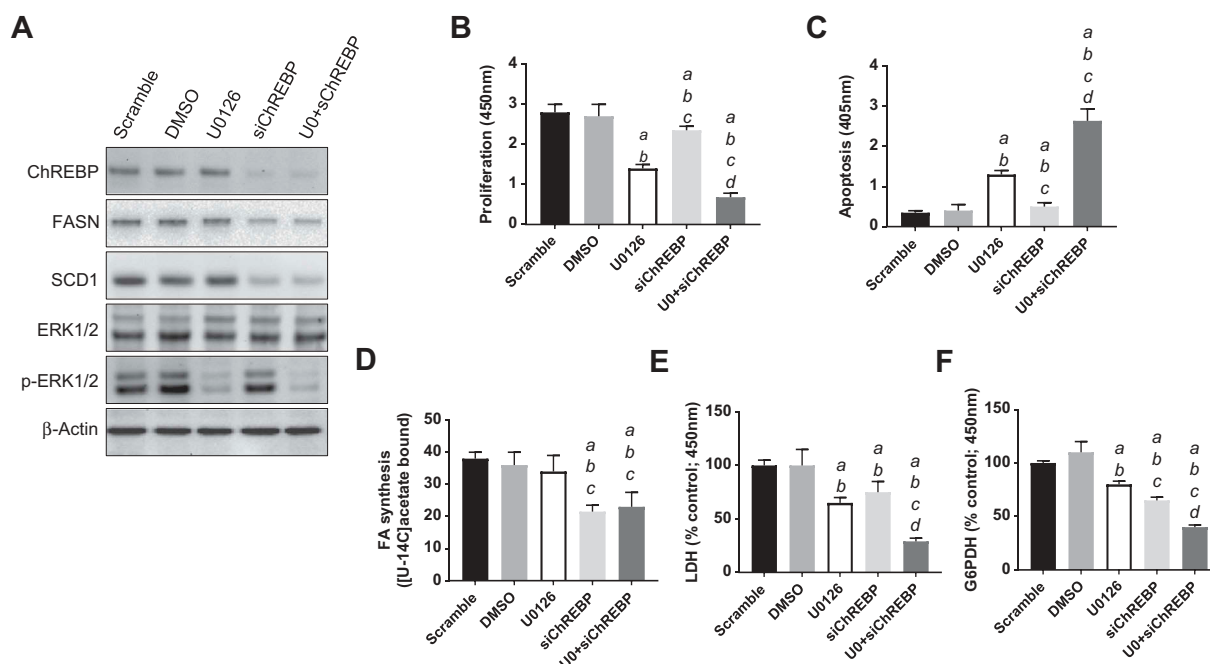 A
Scramble
DMSO
U0126
siChREBP
U0+sChREBP
ChREBP
FASN
SCD1
ERK1/2
p-ERK1/2
β-Actin
B
Proliferation (450nm)
4
3
2
1
0
a
b
a
b
c
a
b
c
d
Scramble
DMSO
U0126
siChREBP
U0+siChREBP
C
Apoptosis (405nm)
4
3
2
1
0
a
b
a
b
c
a
b
c
d
Scramble
DMSO
U0126
siChREBP
U0+siChREBP
D
FA synthesis
([U-14C]acetate bound)
50
40
30
20
10
0
a
b
c
a
b
c
Scramble
DMSO
U0126
siChREBP
U0+siChREBP
E
LDH (% control; 450nm)
150
100
50
0
a
b
a
b
a
b
c
d
Scramble
DMSO
U0126
siChREBP
U0+siChREBP
F
G6PDH (% control; 450nm)
150
100
50
0
a
b
a
b
c
a
b
c
d
Scramble
DMSO
U0126
siChREBP
U0+siChREBP